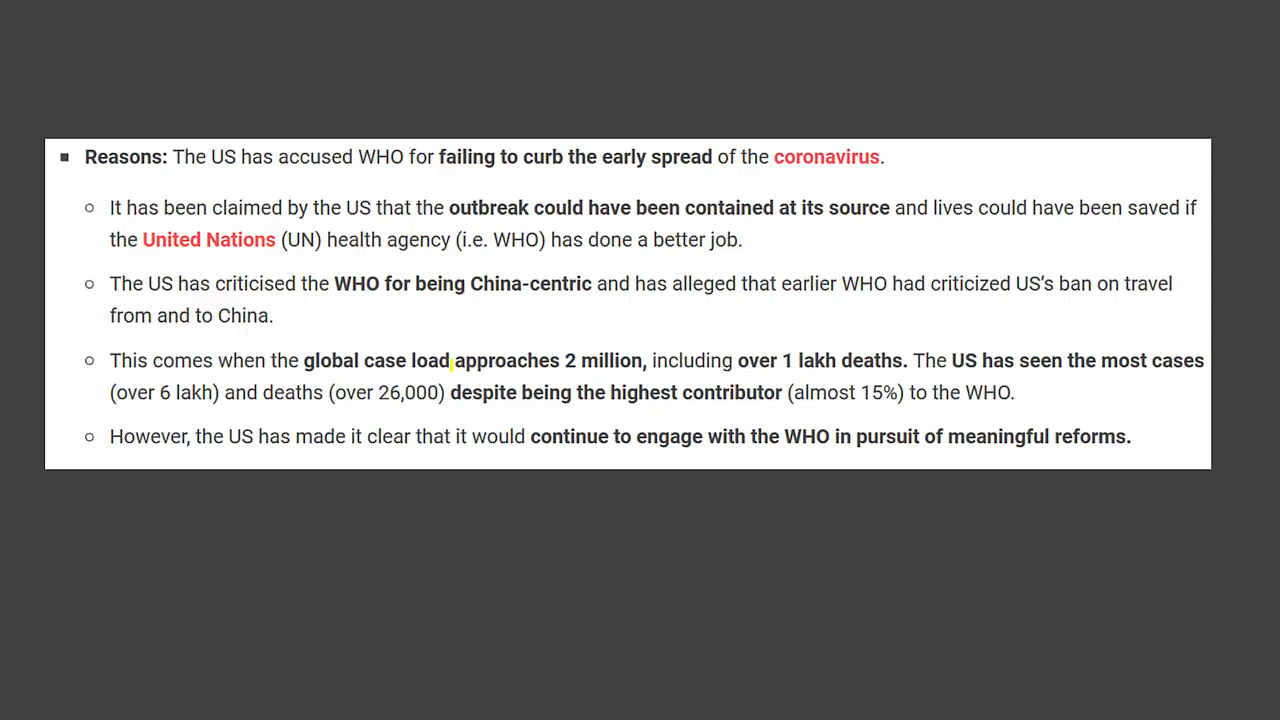 ▪ Reasons: The US has accused WHO for failing to curb the early spread of the coronavirus.
○ It has been claimed by the US that the outbreak could have been contained at its source and lives could have been saved if
the United Nations (UN) health agency (i.e. WHO) has done a better job.
○ The US has criticised the WHO for being China-centric and has alleged that earlier WHO had criticized US's ban on travel
from and to China.
○ This comes when the global case load approaches 2 million, including over 1 lakh deaths. The US has seen the most cases
(over 6 lakh) and deaths (over 26,000) despite being the highest contributor (almost 15%) to the WHO.
○ However, the US has made it clear that it would continue to engage with the WHO in pursuit of meaningful reforms.